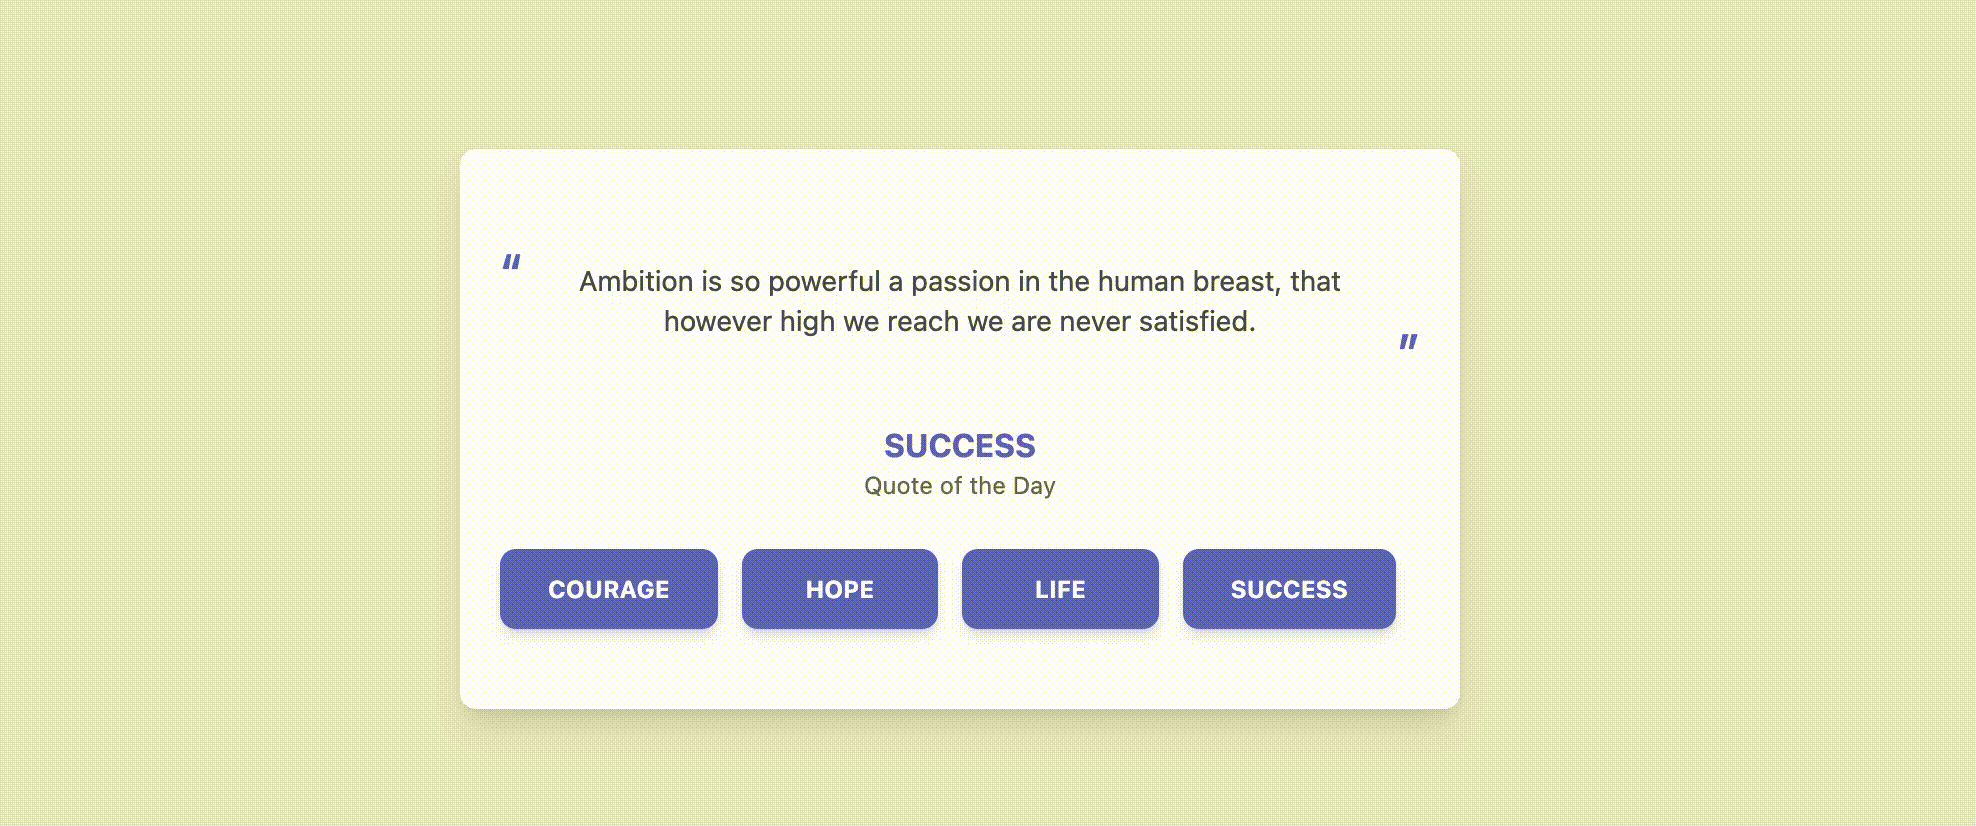 "
Ambition is so powerful a passion in the human breast, that
however high we reach we are never satisfied.
"
SUCCESS
Quote of the Day
COURAGE HOPE LIFE SUCCESS